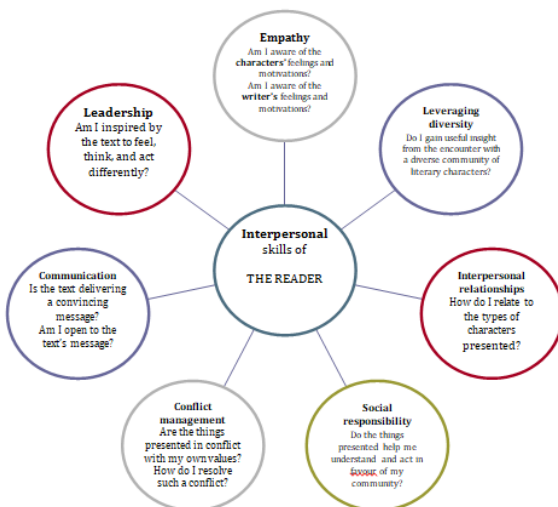 Empathy
Am I aware of the
characters' feelings and
motivations?
Am I aware of the
writer's feelings and
motivations?
Leveraging
diversity
Do I gain useful insight
from the encounter with
a diverse community of
literary characters?
Interpersonal
relationships
How do I relate to
the types of
characters
presented?
Social
responsibility
Do the things
presented help me
understand and act in
favour of my
community?
Conflict
management
Are the things
presented in conflict
with my own values?
How do I resolve
such a conflict?
Communication
Is the text delivering
a convincing
message?
Am I open to the
text's message?
Leadership
Am I inspired by
the text to feel,
think, and act
differently?
Interpersonal
skills of
THE READER